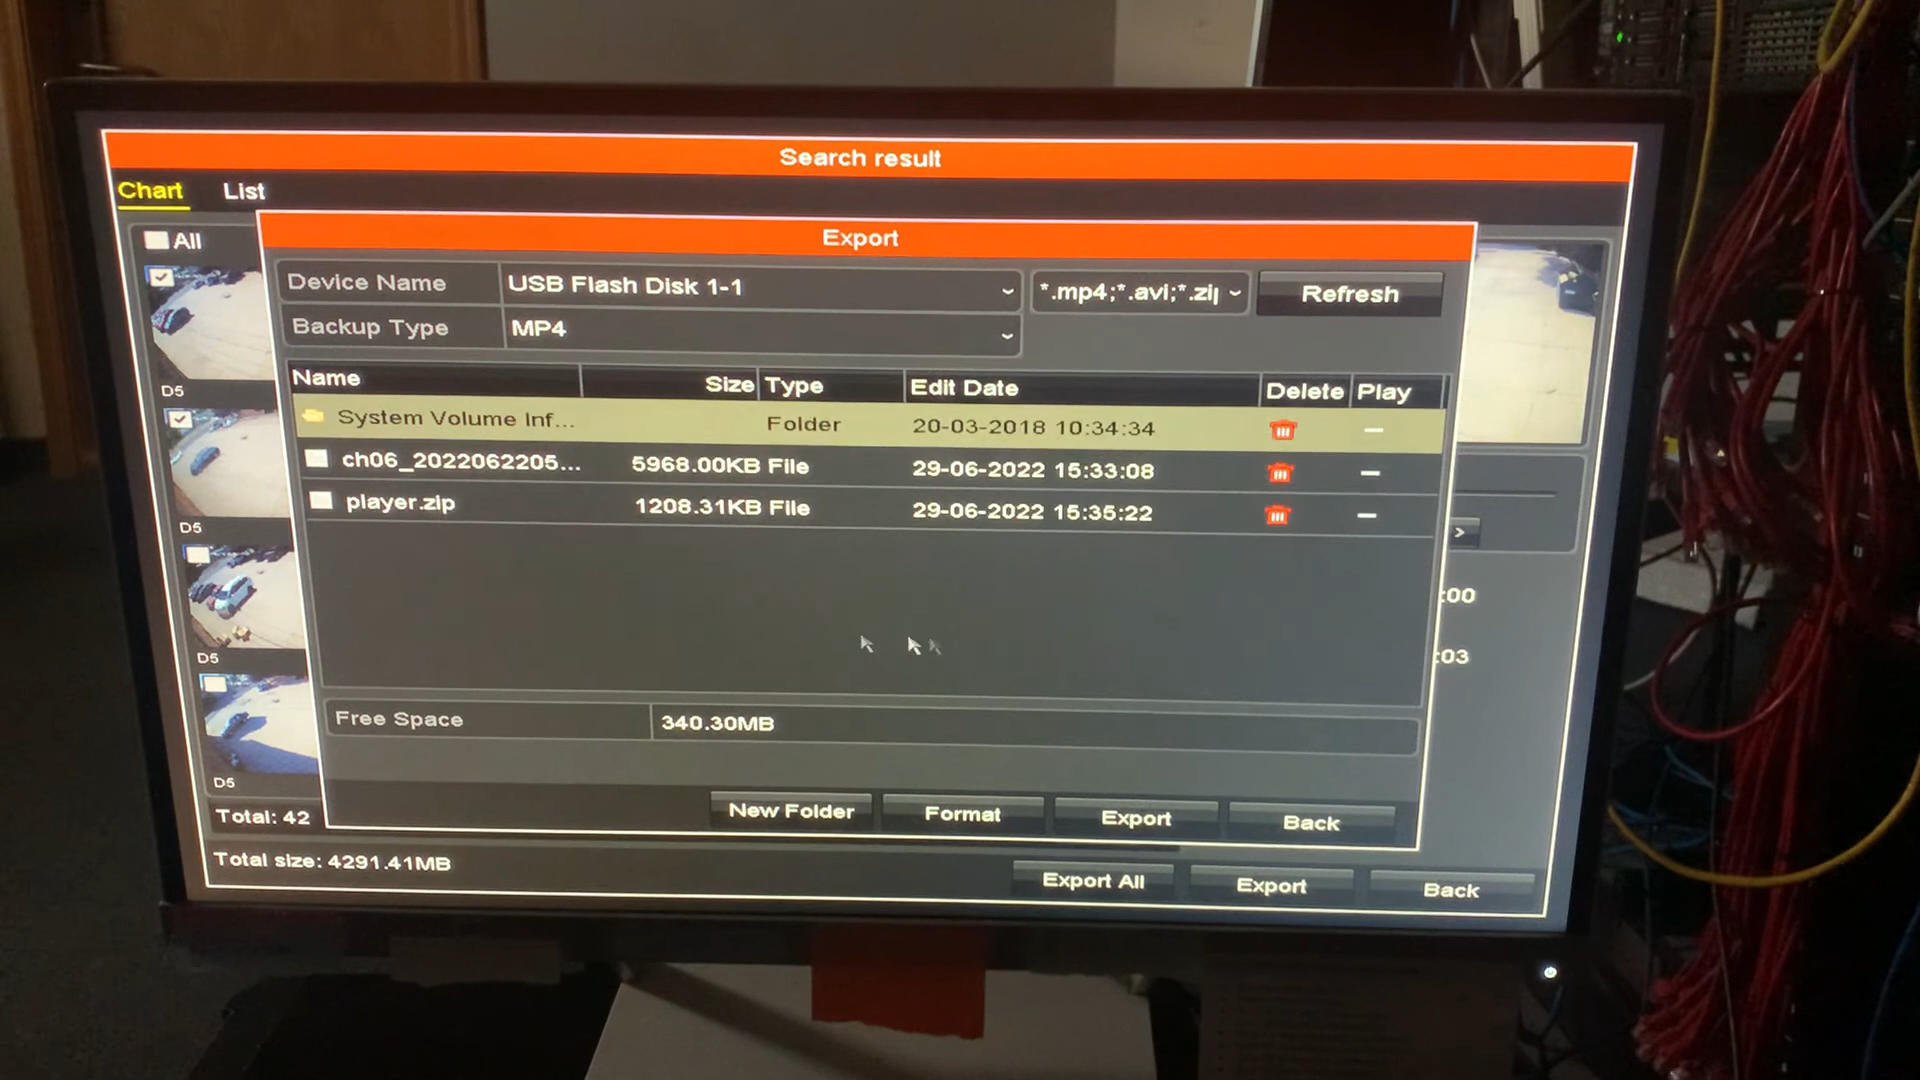 Search result
Chart List
All
Export
Device Name USB Flash Disk 1-1 *.mp4;*.avi;*.zip Refresh
Backup Type MP4
Name Size Type Edit Date Delete Play
System Volume Inf... Folder 20-03-2018 10:34:34
ch06_2022062205... 5968.00KB File 29-06-2022 15:33:08
player.zip 1208.31KB File 29-06-2022 15:35:22
D5
D5
D5
D5
>
:00
:03
Free Space 340.30MB
New Folder Format Export Back
Total: 42
Total size: 4291.41MB
Export All Export Back